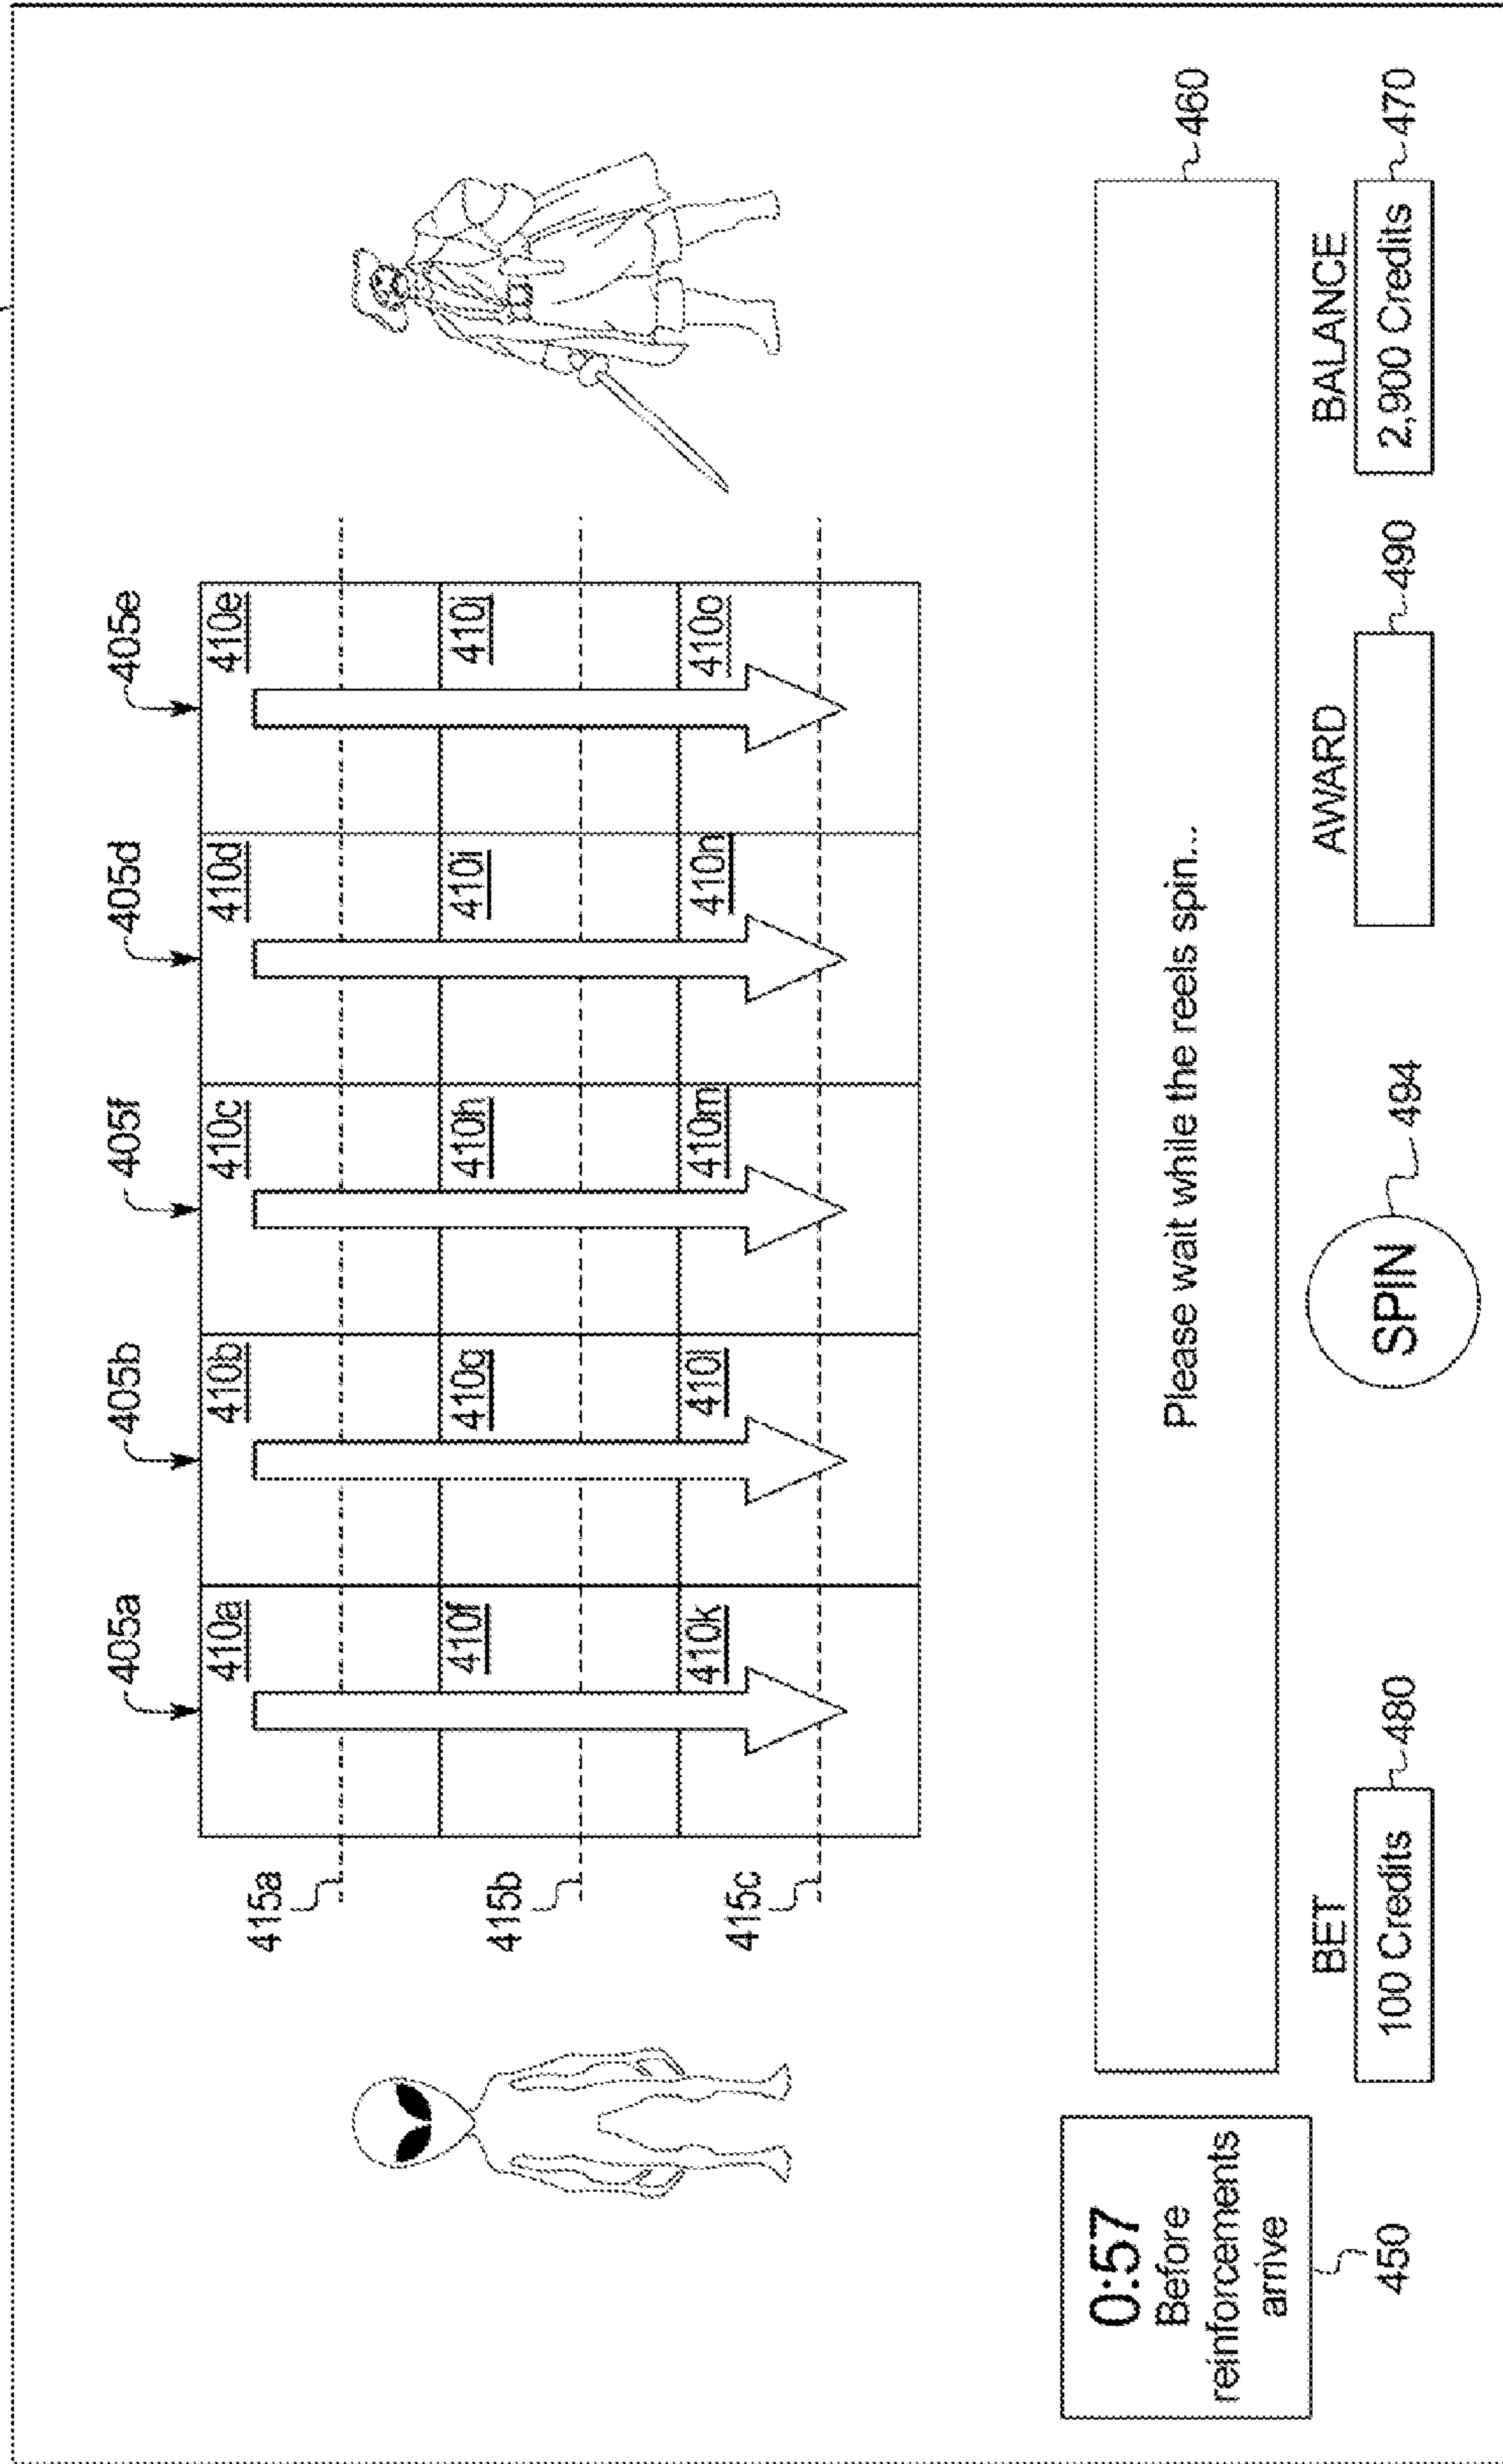 405a 405b 405f 405d 405e
410a 410b 410c 410d 410e
415a
410f 410g 410h 410i 410j
415b
410k 410l 410m 410n 410o
415c
0:57
Before
reinforcements
arrive
450
Please wait while the reels spin...
460
BET
100 Credits
480
SPIN
494
AWARD
490
BALANCE
2,900 Credits
470